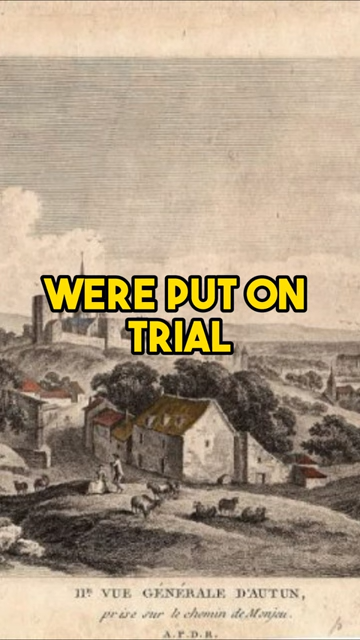 WERE PUT ON
TRIAL
IIe VUE GÉNÉRALE D'AUTUN,
prise sur le chemin de Monjeu.
A.P.D.R.